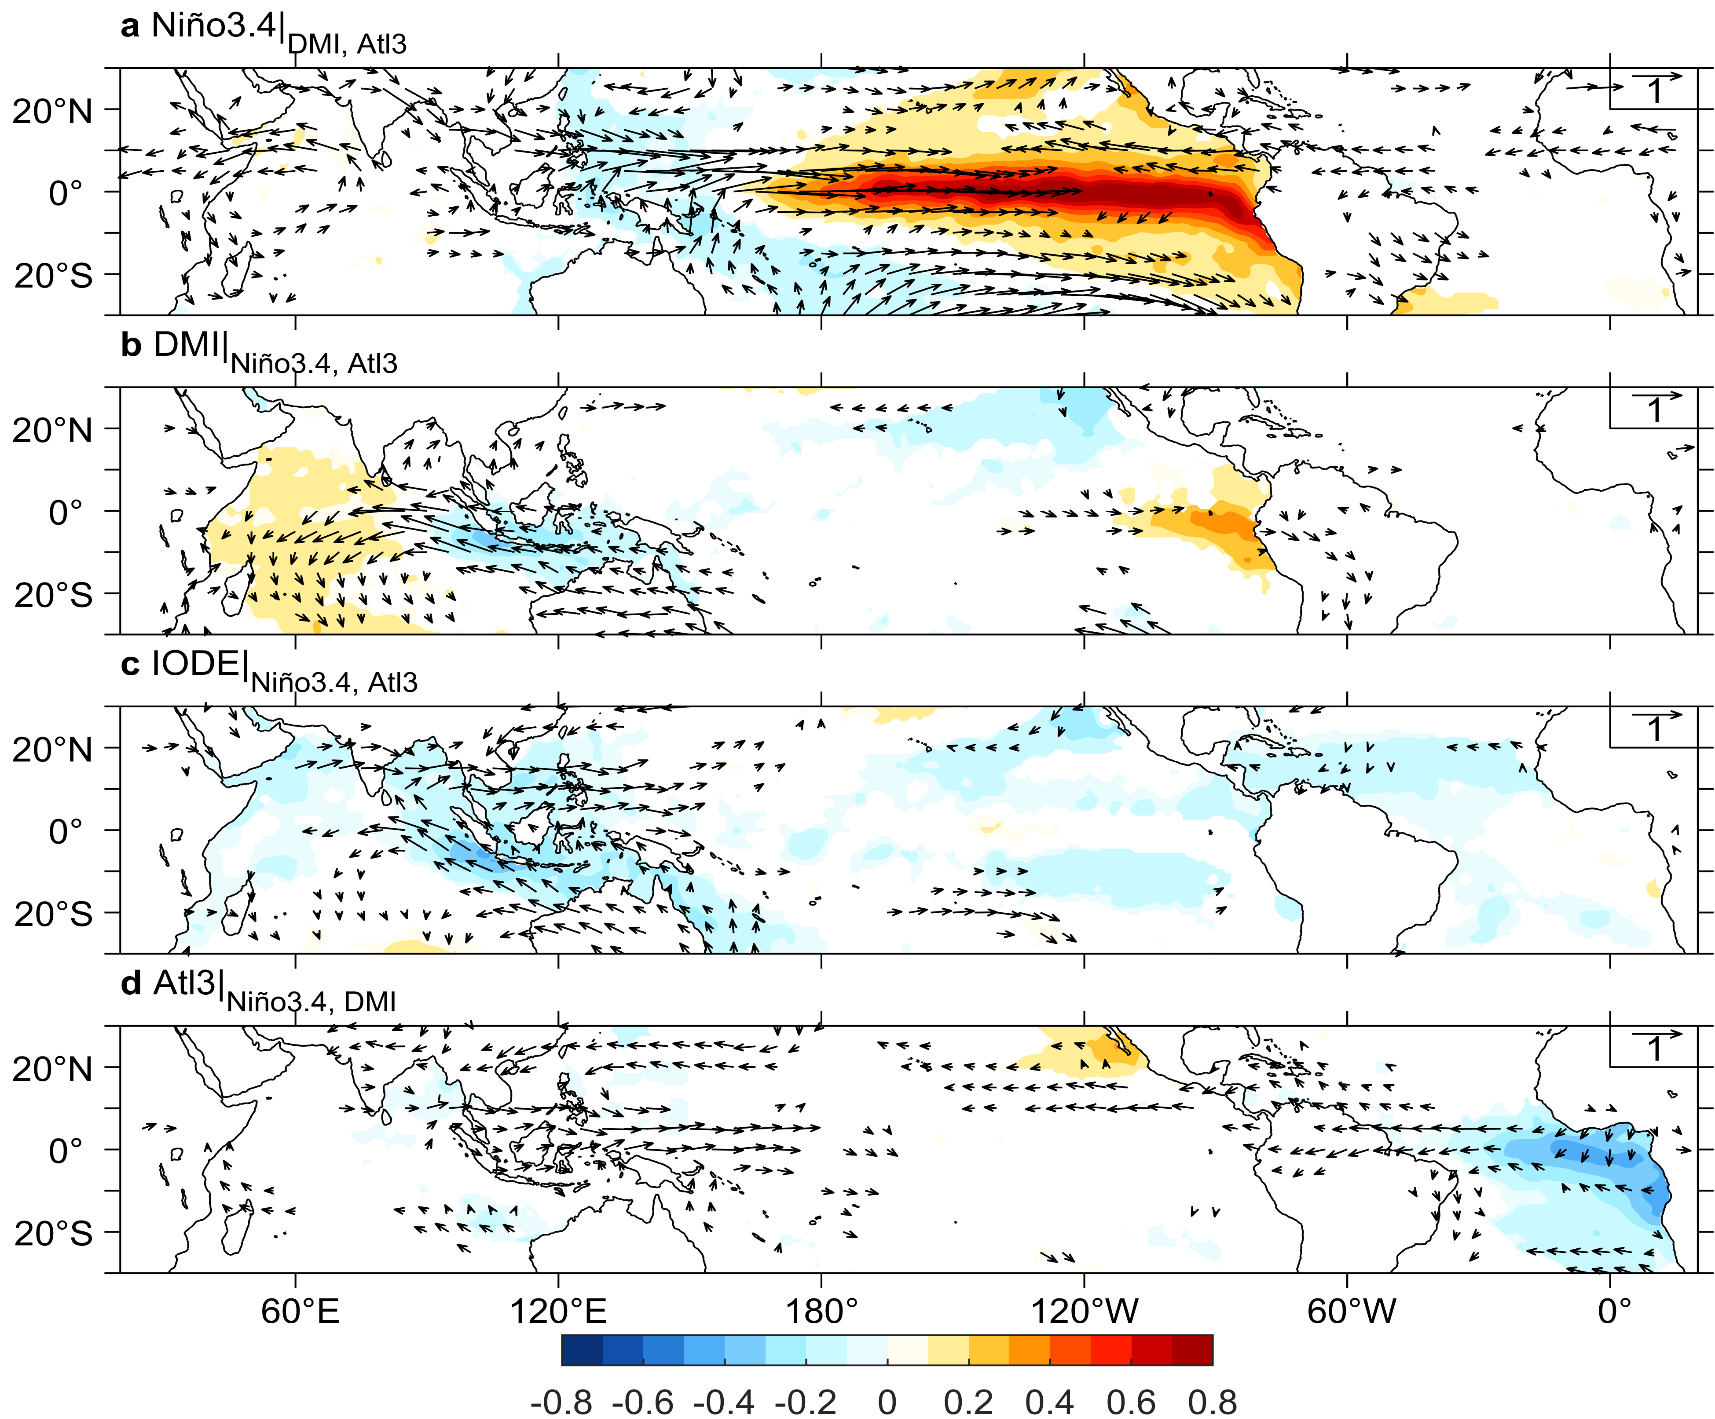 a Niño3.4|DMI, Atl3
1
20°N
0°
20°S
b DMI|Niño3.4, Atl3
1
20°N
0°
20°S
c IODE|Niño3.4, Atl3
1
20°N
0°
20°S
d Atl3|Niño3.4, DMI
1
20°N
0°
20°S
60°E 120°E 180° 120°W 60°W 0°
-0.8 -0.6 -0.4 -0.2 0 0.2 0.4 0.6 0.8